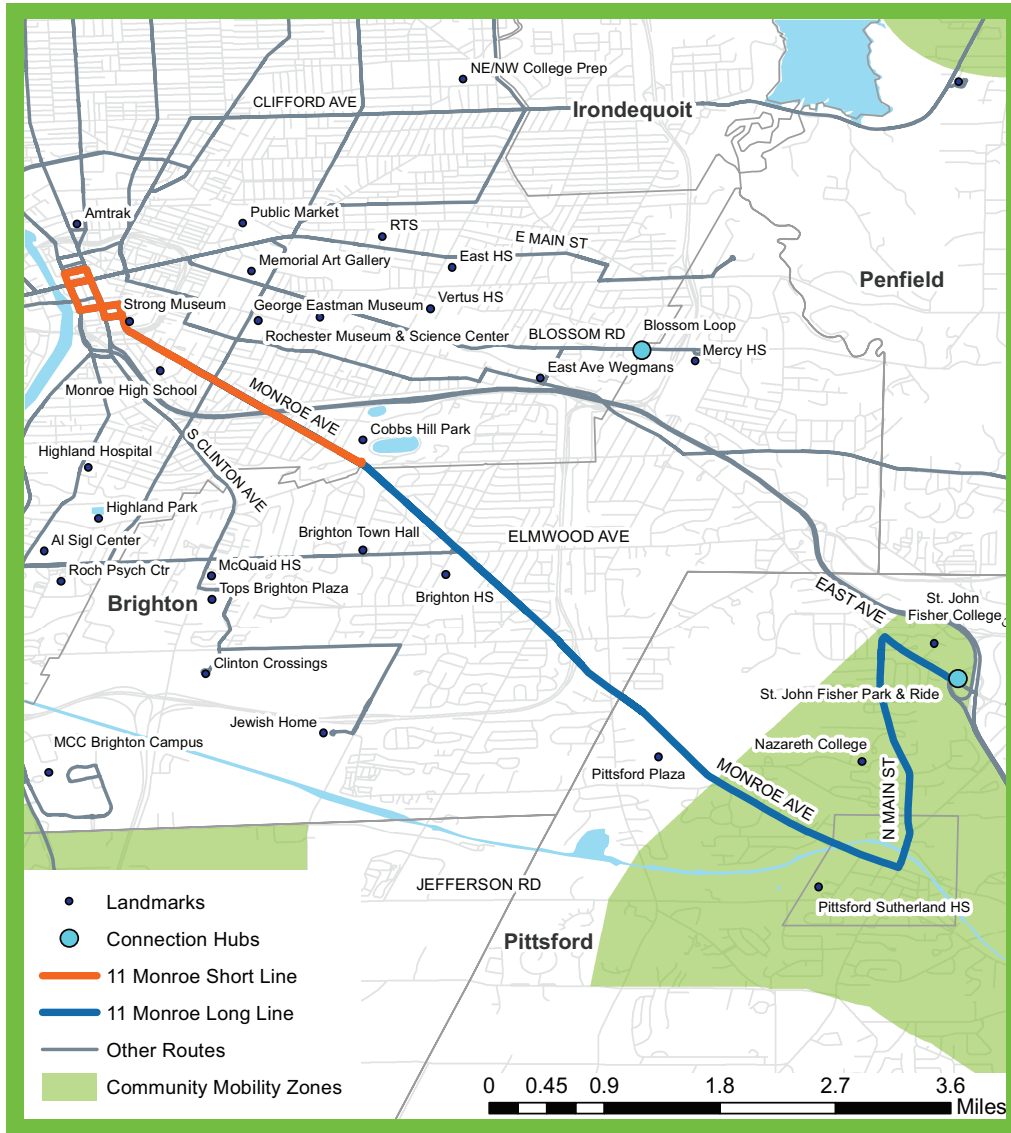 NE/NW College Prep
CLIFFORD AVE
Irondequoit
Amtrak
Public Market
RTS
E MAIN ST
East HS
Memorial Art Gallery
Penfield
Strong Museum
George Eastman Museum
Vertus HS
Rochester Museum & Science Center
BLOSSOM RD
Blossom Loop
Mercy HS
East Ave Wegmans
Monroe High School
MONROE AVE
Cobbs Hill Park
S CLINTON AVE
Highland Hospital
Highland Park
Al Sigl Center
Roch Psych Ctr
Brighton Town Hall
ELMWOOD AVE
McQuaid HS
Tops Brighton Plaza
Brighton
Brighton HS
EAST AVE
St. John
Fisher College
Clinton Crossings
St. John Fisher Park & Ride
Jewish Home
MCC Brighton Campus
Nazareth College
Pittsford Plaza
MONROE AVE
N MAIN ST
JEFFERSON RD
Pittsford Sutherland HS
Pittsford
Landmarks
Connection Hubs
11 Monroe Short Line
11 Monroe Long Line
Other Routes
Community Mobility Zones
0 0.45 0.9 1.8 2.7 3.6
Miles